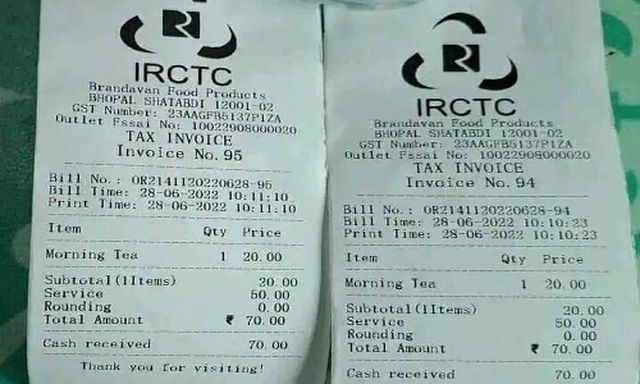 IRCTC
Brandavan Food Products
BHOPAL SHATABDI 12001-02
GST Number: 23AAGFB5137P1ZA
Outlet Fssai No: 10022908000020
TAX INVOICE
Invoice No. 95
Bill No.: OR2141120220628-95
Bill Time: 28-06-2022 10:11:10
Print Time: 28-06-2022 10:11:10
Item Qty Price
Morning Tea 1 20.00
Subtotal(1Items) 20.00
Service 50.00
Rounding 0.00
Total Amount ₹ 70.00
Cash received 70.00
Thank you for visiting!
IRCTC
Brandavan Food Products
BHOPAL SHATABDI 12001-02
GST Number: 23AAGFB5137P1ZA
Outlet Fssai No: 10022908000020
TAX INVOICE
Invoice No. 94
Bill No.: OR2141120220628-94
Bill Time: 28-06-2022 10:10:23
Print Time: 28-06-2022 10:10:23
Item Qty Price
Morning Tea 1 20.00
Subtotal(1Items) 20.00
Service 50.00
Rounding 0.00
Total Amount ₹ 70.00
Cash received 70.00